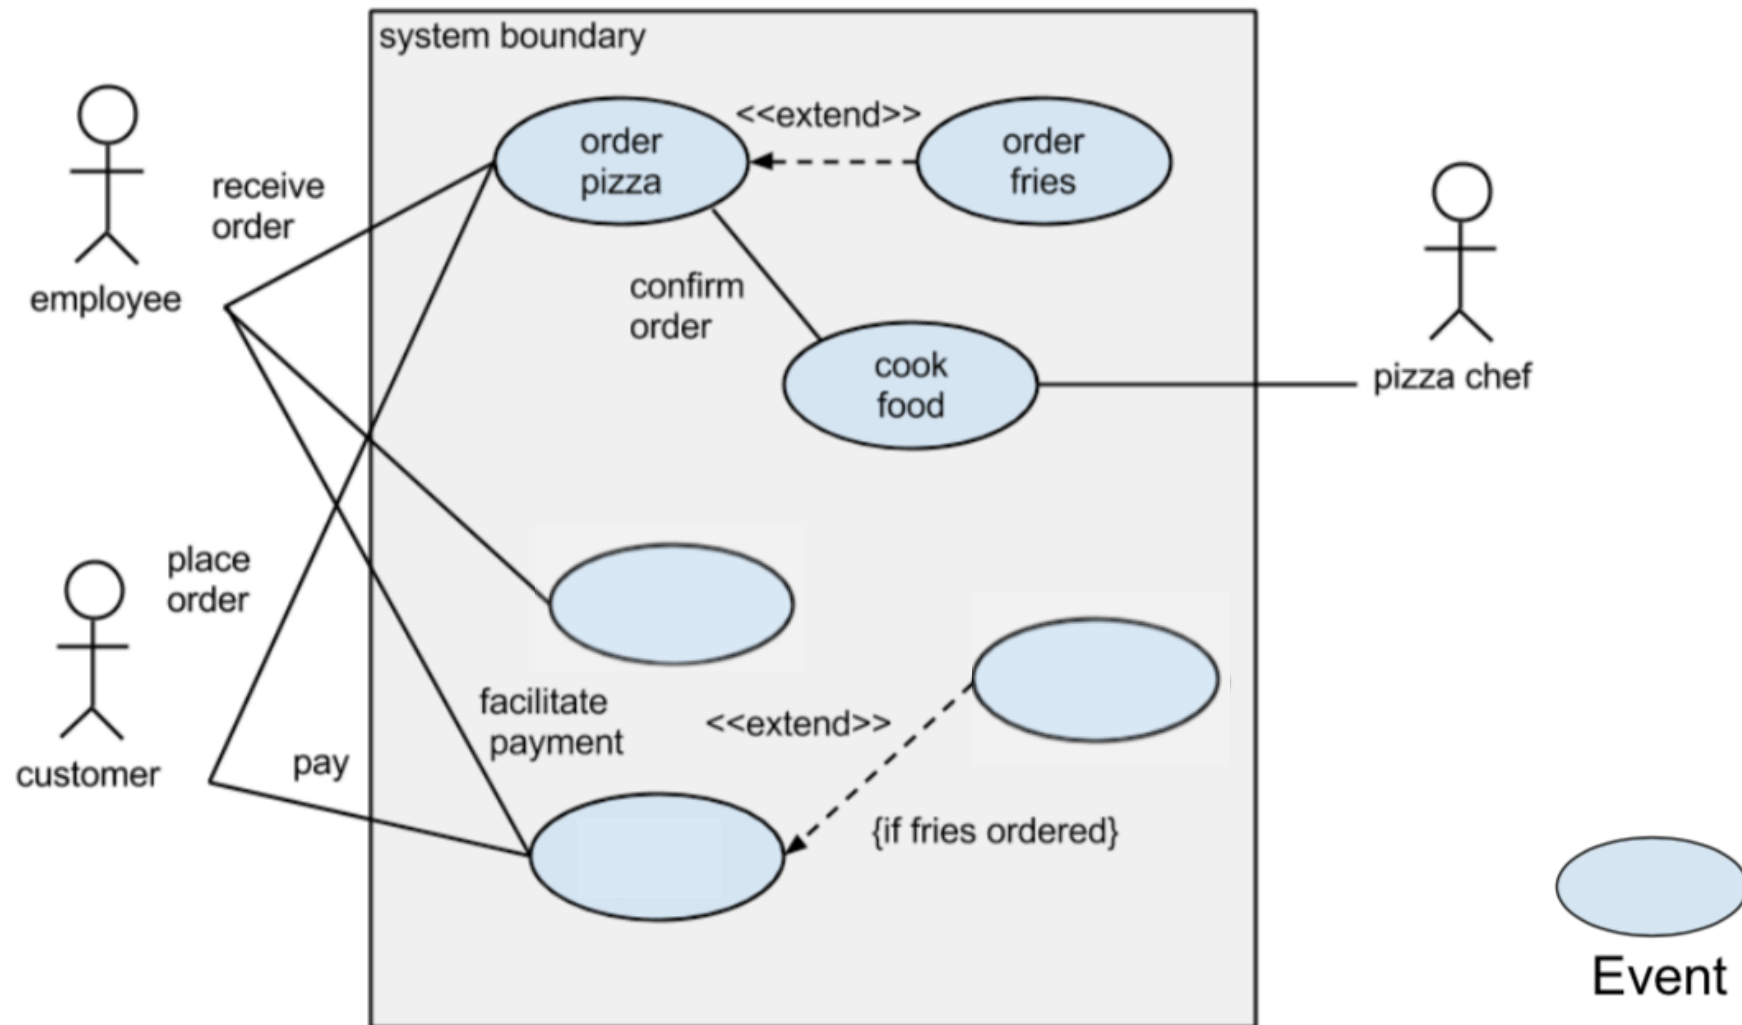 system boundary
<<extend>>
order
pizza
order
fries
receive
order
employee
confirm
order
cook
food
pizza chef
place
order
facilitate
payment
<<extend>>
pay
customer
{if fries ordered}
Event